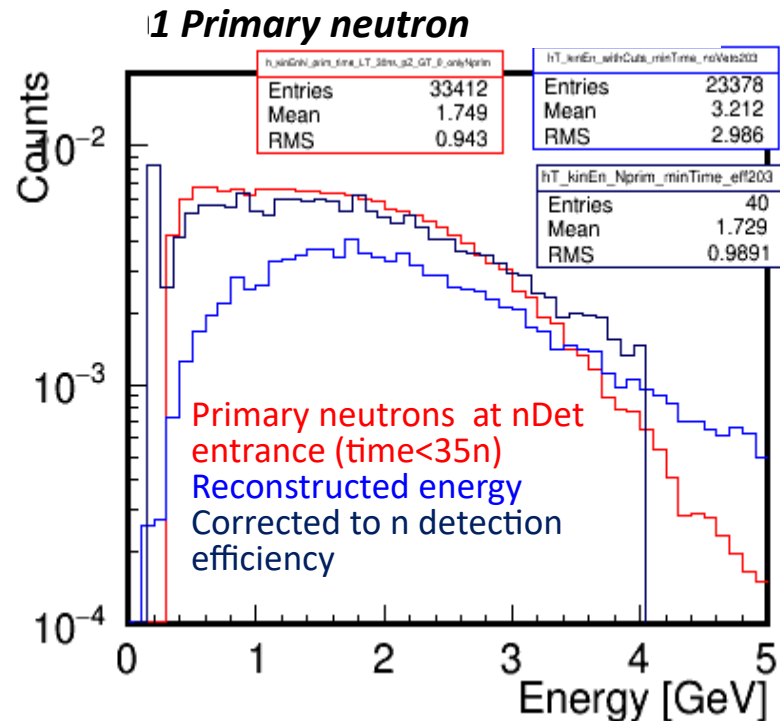 1 Primary neutron
h_kinEnNi_prim_time_LT_35ns_pZ_GT_0_onlyNprim
Entries 33412
Mean 1.749
RMS 0.943
hT_kinEn_withCuts_minTime_noVeto203
Entries 23378
Mean 3.212
RMS 2.986
hT_kinEn_Nprim_minTime_eff203
Entries 40
Mean 1.729
RMS 0.9891
Counts
10−2
10−3
10−4
Primary neutrons at nDet
entrance (time<35n)
Reconstructed energy
Corrected to n detection
efficiency
0 1 2 3 4 5
Energy [GeV]